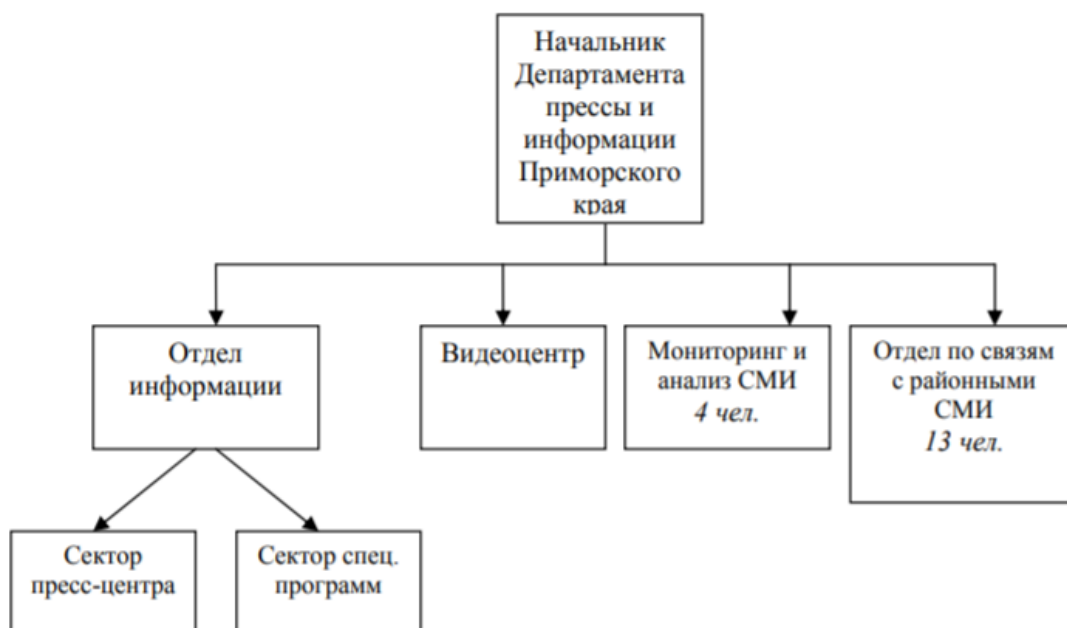 Начальник
Департамента
прессы и
информации
Приморского
края
Отдел
информации
Видеоцентр
Мониторинг и
анализ СМИ
4 чел.
Отдел по связям
с районными
СМИ
13 чел.
Сектор
пресс-центра
Сектор спец.
программ